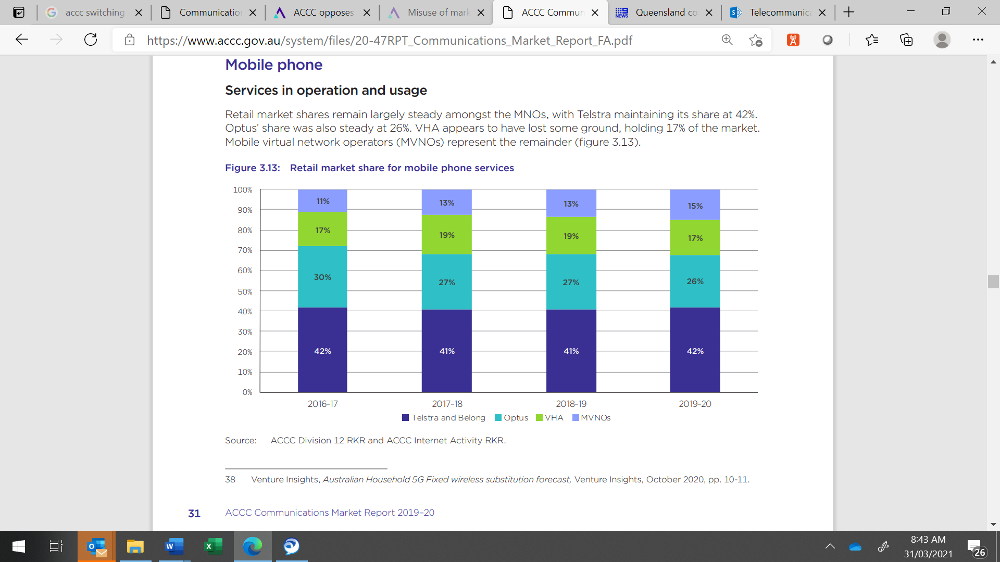 accc switching
Communication
ACCC opposes
Misuse of mark
ACCC Commun
NEWS
Queensland co
Telecommunica
https://www.accc.gov.au/system/files/20-47RPT_Communications_Market_Report_FA.pdf
Mobile phone
Services in operation and usage
Retail market shares remain largely steady amongst the MNOs, with Telstra maintaining its share at 42%.
Optus’ share was also steady at 26%. VHA appears to have lost some ground, holding 17% of the market.
Mobile virtual network operators (MVNOs) represent the remainder (figure 3.13).
Figure 3.13: Retail market share for mobile phone services
100%
90%
80%
70%
60%
50%
40%
30%
20%
10%
0%
11%
17%
30%
42%
13%
19%
27%
41%
13%
19%
27%
41%
15%
17%
26%
42%
2016–17
2017–18
2018–19
2019–20
Telstra and Belong Optus VHA MVNOs
Source: ACCC Division 12 RKR and ACCC Internet Activity RKR.
38 Venture Insights, Australian Household 5G Fixed wireless substitution forecast, Venture Insights, October 2020, pp. 10-11.
31 ACCC Communications Market Report 2019–20
8:43 AM
31/03/2021
26